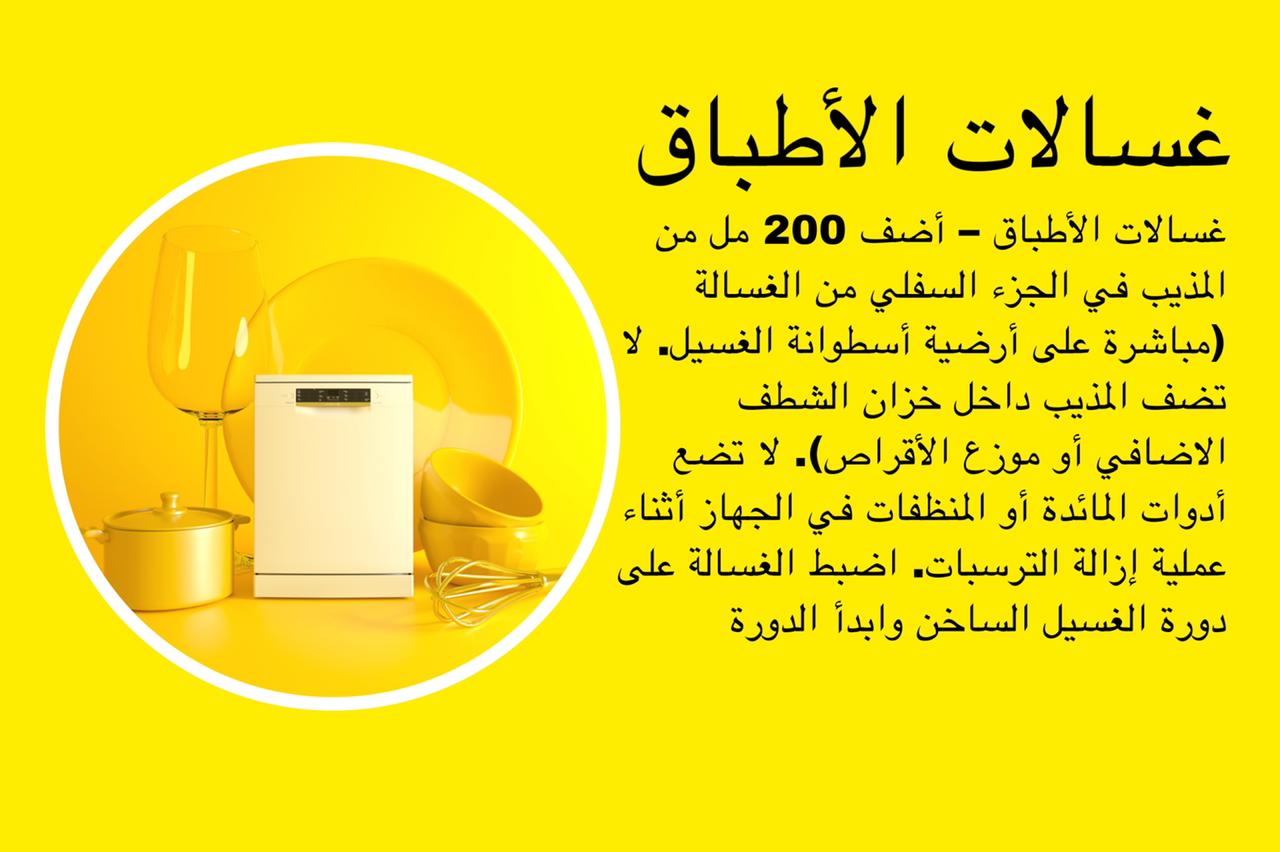 غسالات الأطباق
غسالات الأطباق – أضف 200 مل من
المذيب في الجزء السفلي من الغسالة
(مباشرة على أرضية أسطوانة الغسيل. لا
تضف المذيب داخل خزان الشطف
الاضافي أو موزع الأقراص). لا تضع
أدوات المائدة أو المنظفات في الجهاز أثناء
عملية إزالة الترسبات. اضبط الغسالة على
دورة الغسيل الساخن وابدأ الدورة